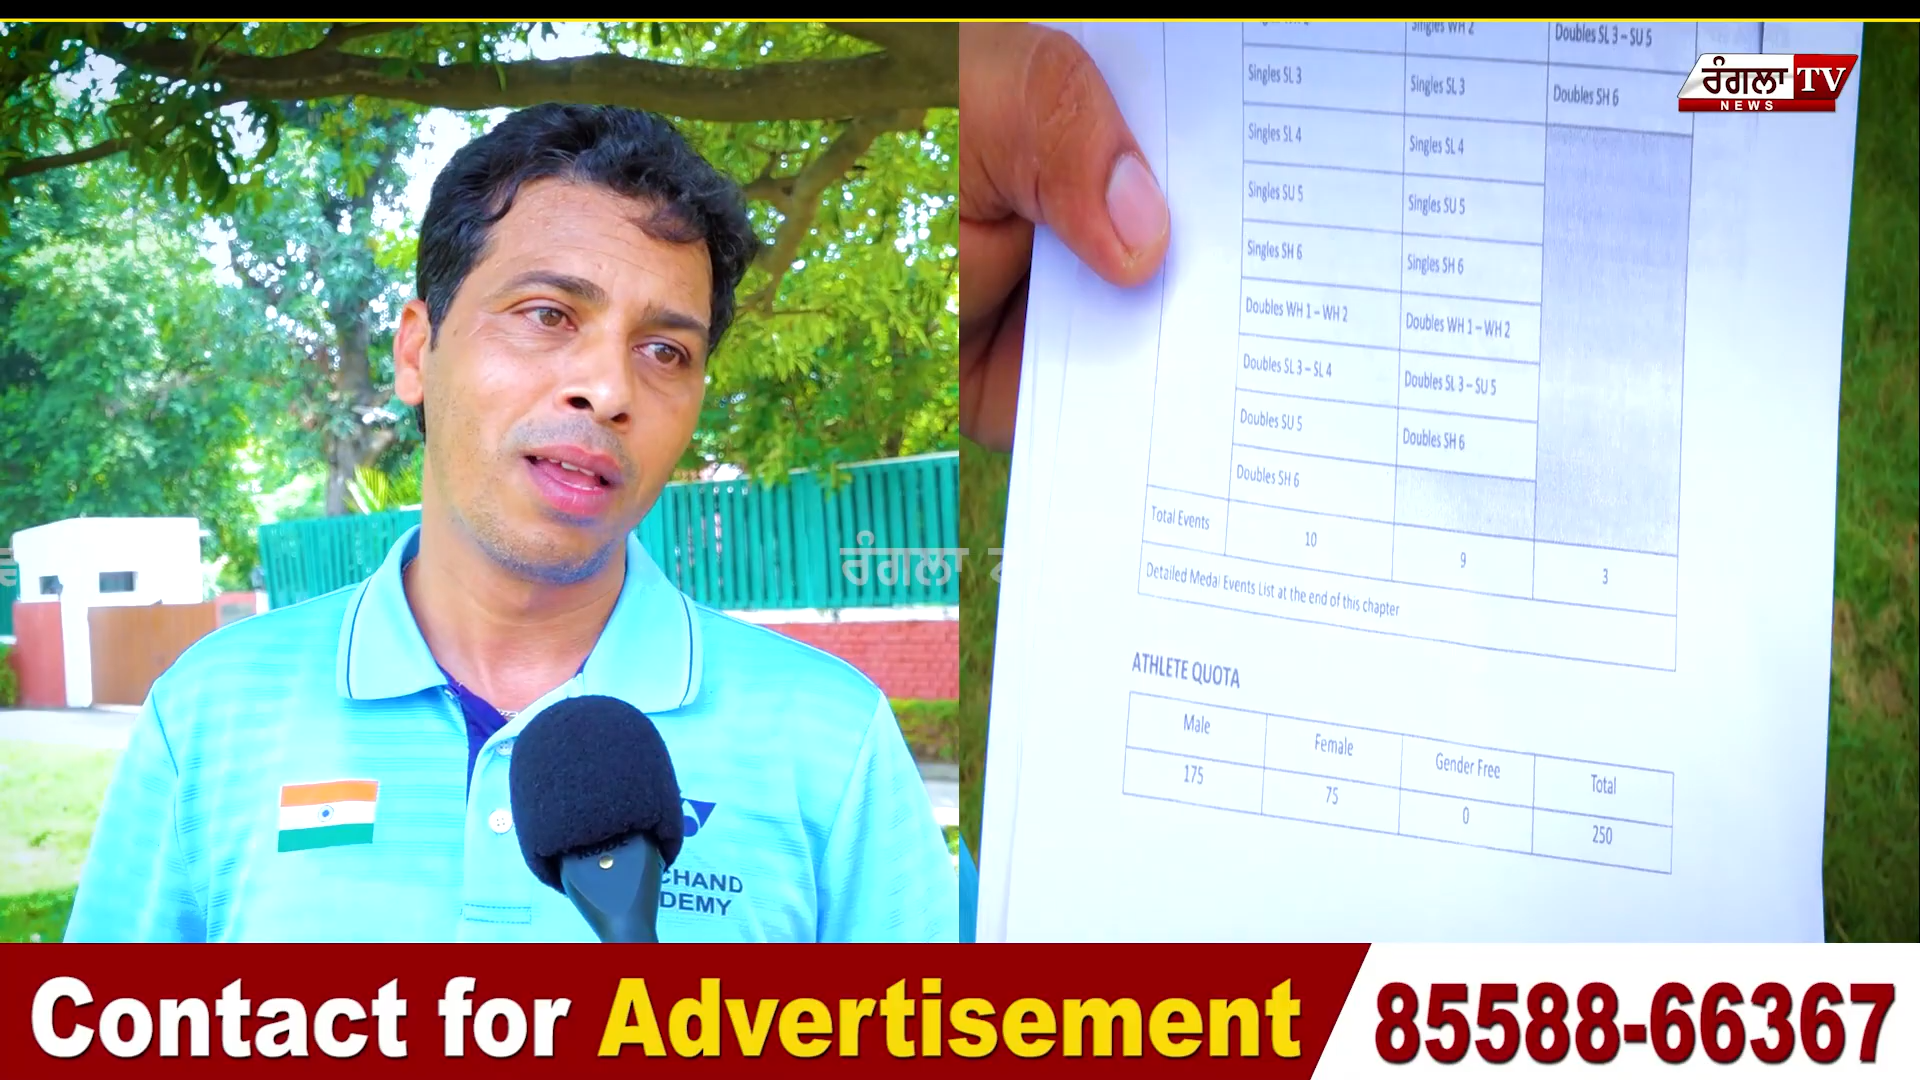 ਰੰਗਲਾ TV
NEWS
Singles WH 2
Doubles SL 3 – SU 5
Singles SL 3
Singles SL 3
Doubles SH 6
Singles SL 4
Singles SL 4
Singles SU 5
Singles SU 5
Singles SH 6
Singles SH 6
Doubles WH 1 – WH 2
Doubles WH 1 – WH 2
Doubles SL 3 – SL 4
Doubles SL 3 – SU 5
Doubles SU 5
Doubles SH 6
Doubles SH 6
Total Events
10
9
3
Detailed Medal Events List at the end of this chapter
ATHLETE QUOTA
Male
Female
Gender Free
Total
175
75
0
250
ਰੰਗਲਾ
RODE
CHAND
DEMY
Contact for Advertisement
85588-66367